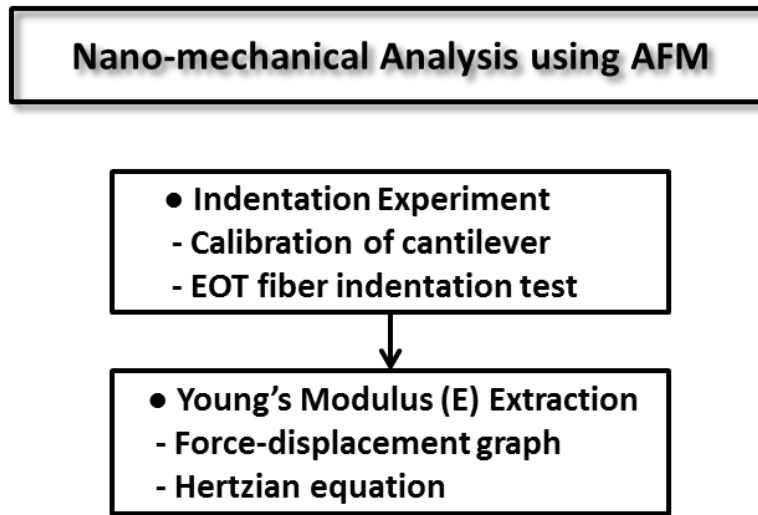 Nano-mechanical Analysis using AFM
● Indentation Experiment
- Calibration of cantilever
- EOT fiber indentation test
● Young’s Modulus (E) Extraction
- Force-displacement graph
- Hertzian equation